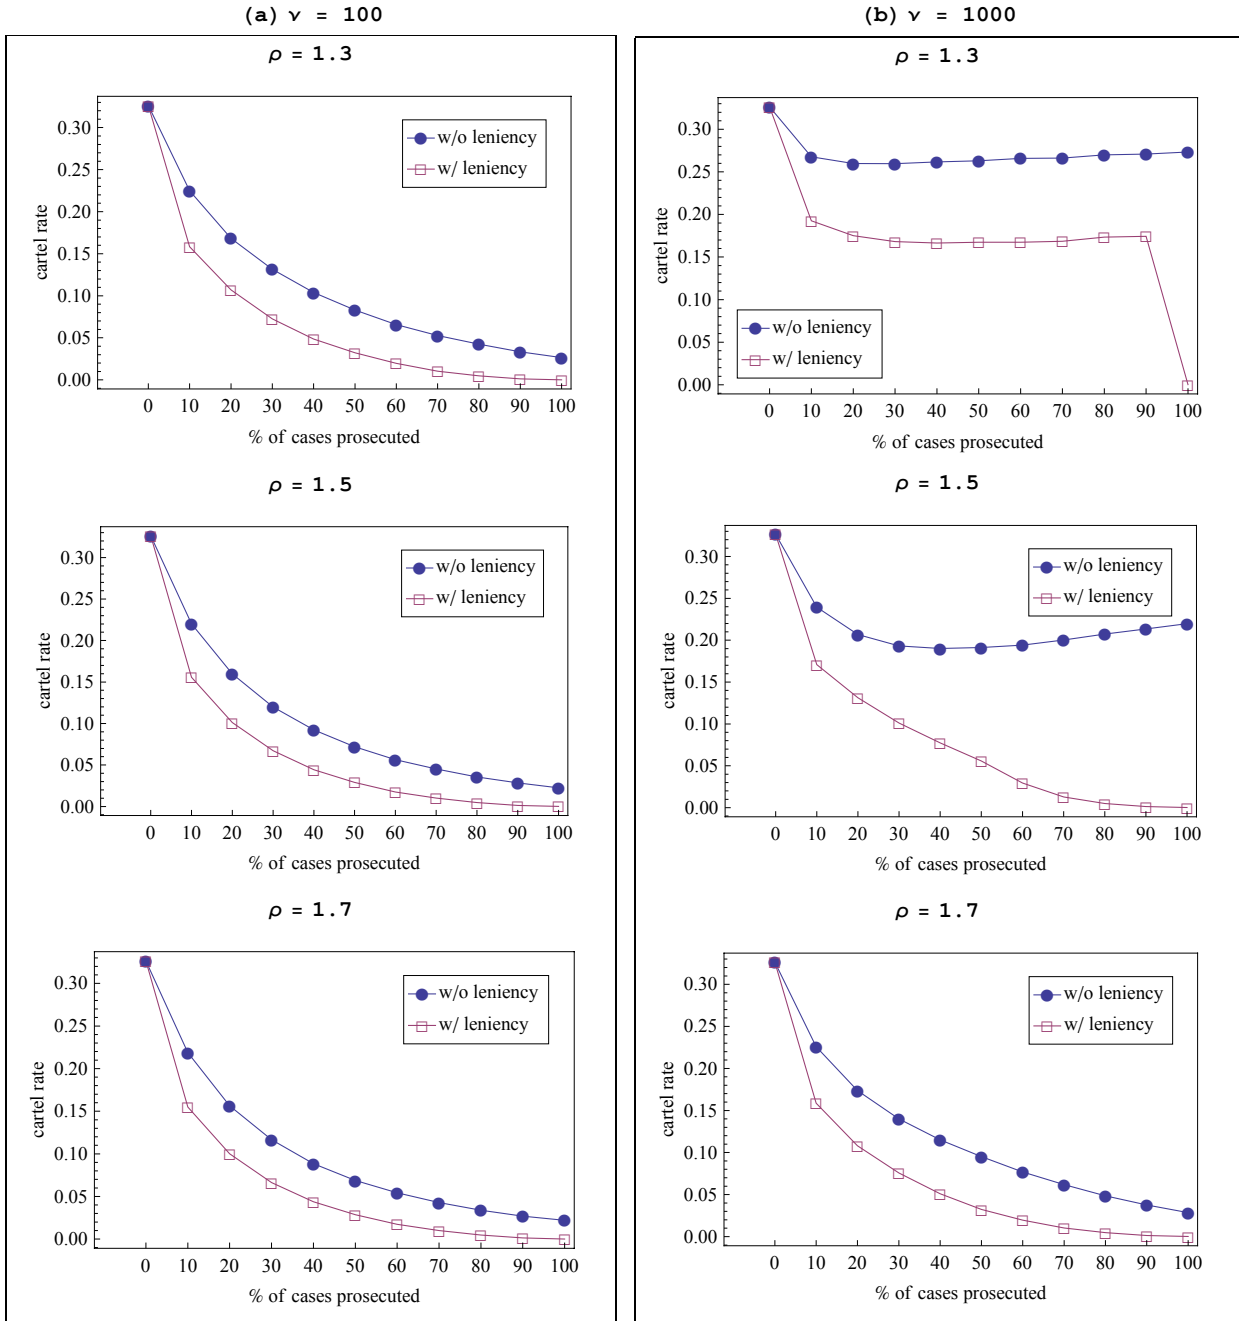 (a) ν = 100
ρ = 1.3
cartel rate
0.30
0.25
0.20
0.15
0.10
0.05
0.00
w/o leniency
w/ leniency
0 10 20 30 40 50 60 70 80 90 100
% of cases prosecuted
ρ = 1.5
cartel rate
0.30
0.25
0.20
0.15
0.10
0.05
0.00
w/o leniency
w/ leniency
0 10 20 30 40 50 60 70 80 90 100
% of cases prosecuted
ρ = 1.7
cartel rate
0.30
0.25
0.20
0.15
0.10
0.05
0.00
w/o leniency
w/ leniency
0 10 20 30 40 50 60 70 80 90 100
% of cases prosecuted
(b) ν = 1000
ρ = 1.3
cartel rate
0.30
0.25
0.20
0.15
0.10
0.05
0.00
w/o leniency
w/ leniency
0 10 20 30 40 50 60 70 80 90 100
% of cases prosecuted
ρ = 1.5
cartel rate
0.30
0.25
0.20
0.15
0.10
0.05
0.00
w/o leniency
w/ leniency
0 10 20 30 40 50 60 70 80 90 100
% of cases prosecuted
ρ = 1.7
cartel rate
0.30
0.25
0.20
0.15
0.10
0.05
0.00
w/o leniency
w/ leniency
0 10 20 30 40 50 60 70 80 90 100
% of cases prosecuted